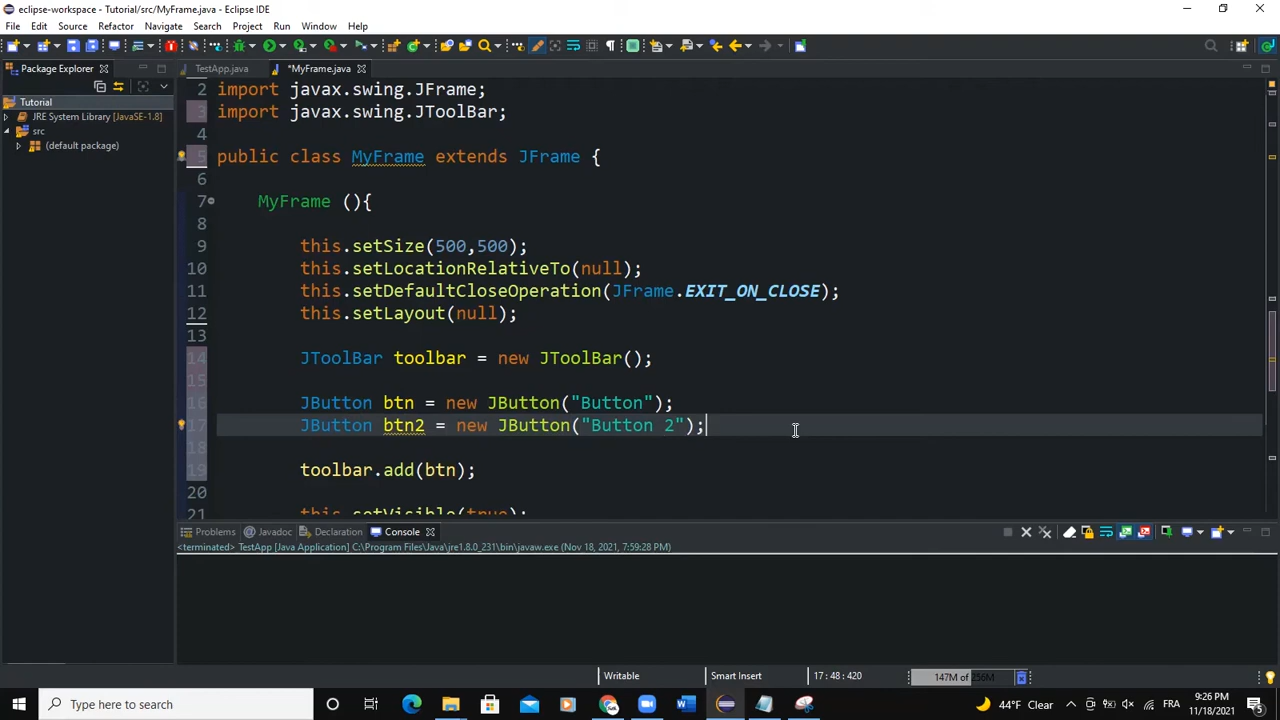 eclipse-workspace - Tutorial/src/MyFrame.java - Eclipse IDE
File Edit Source Refactor Navigate Search Project Run Window Help
Package Explorer
TestApp.java
*MyFrame.java
Tutorial
JRE System Library [JavaSE-1.8]
src
(default package)
2 import javax.swing.JFrame;
3 import javax.swing.JToolBar;
4
5 public class MyFrame extends JFrame {
6
7 MyFrame (){
8
9 this.setSize(500,500);
10 this.setLocationRelativeTo(null);
11 this.setDefaultCloseOperation(JFrame.EXIT_ON_CLOSE);
12 this.setLayout(null);
13
14 JToolBar toolbar = new JToolBar();
15
16 JButton btn = new JButton("Button");
17 JButton btn2 = new JButton("Button 2");
18
19 toolbar.add(btn);
20
21 this.setVisible(true);
Problems Javadoc Declaration Console
<terminated> TestApp [Java Application] C:\Program Files\Java\jre1.8.0_231\bin\javaw.exe (Nov 18, 2021, 7:59:28 PM)
Writable
Smart Insert
17 : 48 : 420
147M of 256M
Type here to search
44°F Clear
FRA
9:26 PM
11/18/2021